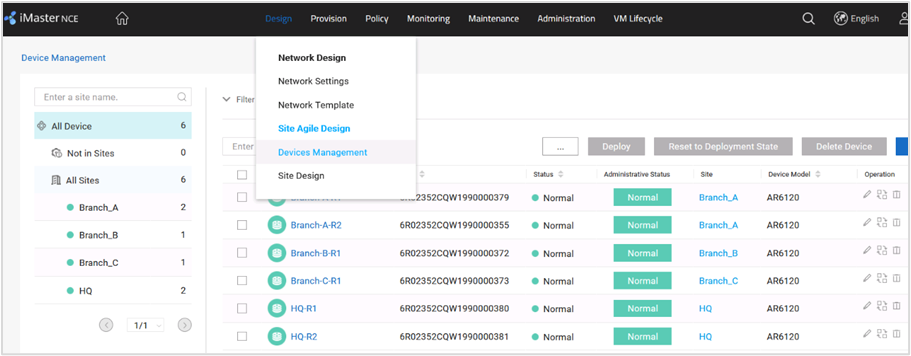 iMaster NCE Design Provision Policy Monitoring Maintenance Administration VM Lifecycle English
Device Management
Network Design
Network Settings
Network Template
Site Agile Design
Devices Management
Site Design
Enter a site name.
All Device 6
Not in Sites 0
All Sites 6
Branch_A 2
Branch_B 1
Branch_C 1
HQ 2
1/1
Filter
Enter ... Deploy Reset to Deployment State Delete Device
Status Administrative Status Site Device Model Operation
6R02352CQW1990000379 Normal Normal Branch_A AR6120
Branch-A-R2 6R02352CQW1990000355 Normal Normal Branch_A AR6120
Branch-B-R1 6R02352CQW1990000372 Normal Normal Branch_B AR6120
Branch-C-R1 6R02352CQW1990000373 Normal Normal Branch_C AR6120
HQ-R1 6R02352CQW1990000380 Normal Normal HQ AR6120
HQ-R2 6R02352CQW1990000381 Normal Normal HQ AR6120